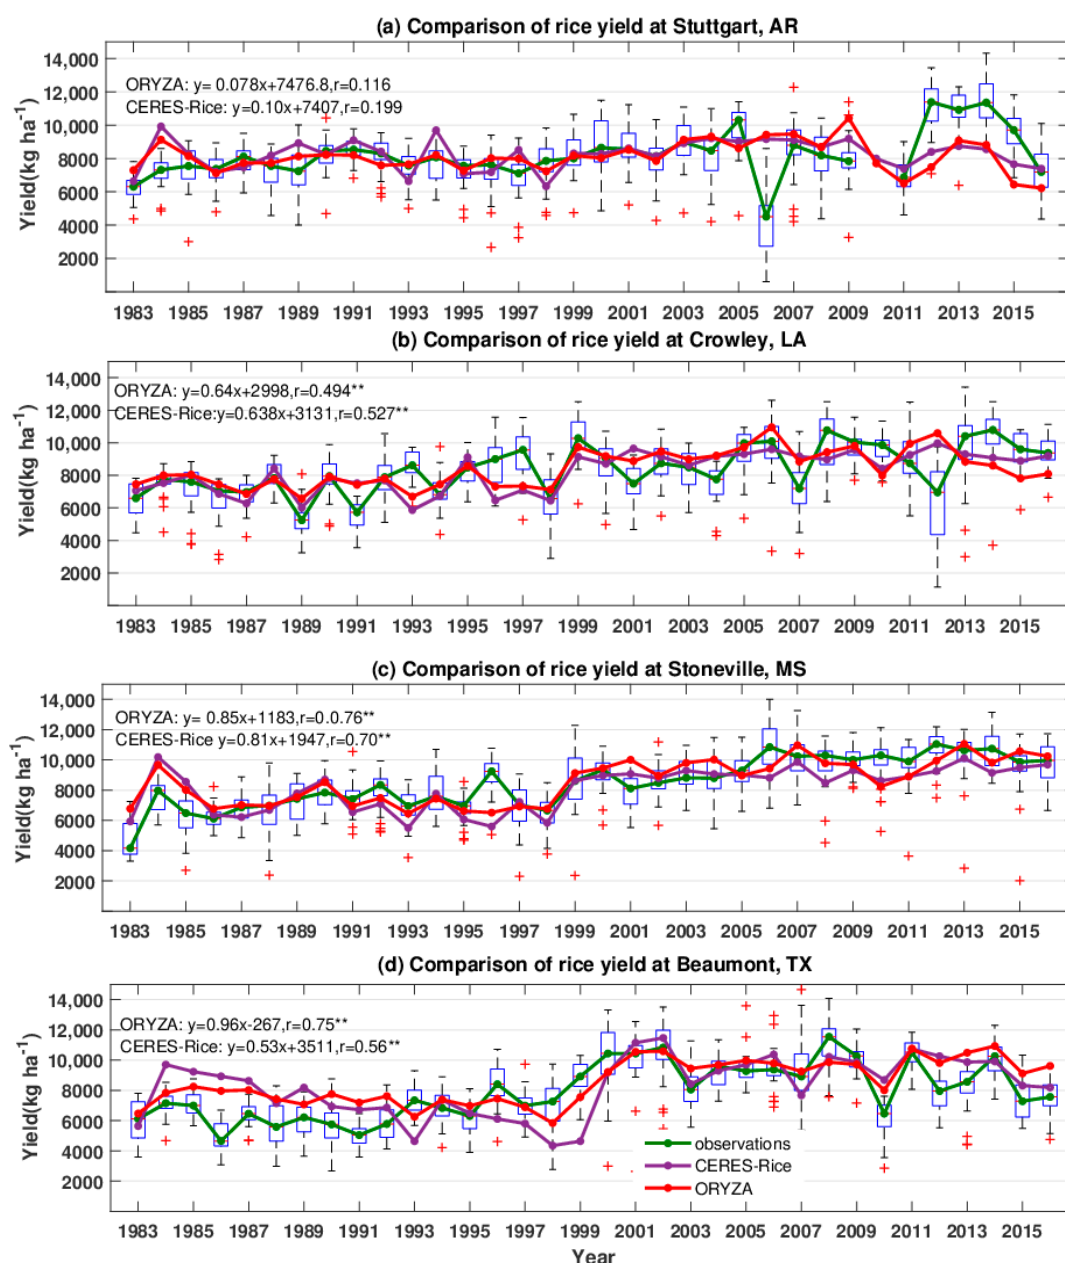 (a) Comparison of rice yield at Stuttgart, AR
ORYZA: y= 0.078x+7476.8,r=0.116
CERES-Rice: y=0.10x+7407,r=0.199
Yield(kg ha⁻¹)
14,000
12,000
10,000
8000
6000
4000
2000
1983 1985 1987 1989 1991 1993 1995 1997 1999 2001 2003 2005 2007 2009 2011 2013 2015
(b) Comparison of rice yield at Crowley, LA
ORYZA: y=0.64x+2998,r=0.494**
CERES-Rice:y=0.638x+3131,r=0.527**
Yield(kg ha⁻¹)
14,000
12,000
10,000
8000
6000
4000
2000
1983 1985 1987 1989 1991 1993 1995 1997 1999 2001 2003 2005 2007 2009 2011 2013 2015
(c) Comparison of rice yield at Stoneville, MS
ORYZA: y= 0.85x+1183,r=0.0.76**
CERES-Rice y=0.81x+1947,r=0.70**
Yield(kg ha⁻¹)
14,000
12,000
10,000
8000
6000
4000
2000
1983 1985 1987 1989 1991 1993 1995 1997 1999 2001 2003 2005 2007 2009 2011 2013 2015
(d) Comparison of rice yield at Beaumont, TX
ORYZA: y=0.96x-267,r=0.75**
CERES-Rice: y=0.53x+3511,r=0.56**
Yield(kg ha⁻¹)
14,000
12,000
10,000
8000
6000
4000
2000
observations
CERES-Rice
ORYZA
1983 1985 1987 1989 1991 1993 1995 1997 1999 2001 2003 2005 2007 2009 2011 2013 2015
Year